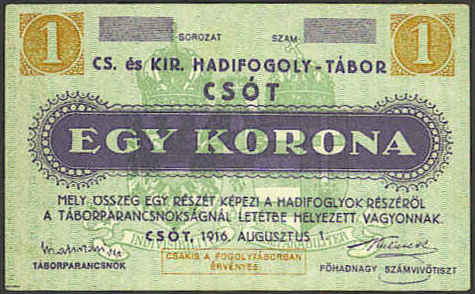 1 SOROZAT SZÁM 1
CS. és KIR. HADIFOGOLY-TÁBOR
CSÓT
EGY KORONA
MELY ÖSSZEG EGY RÉSZÉT KÉPEZI A HADIFOGLYOK RÉSZÉRŐL
A TÁBORPARANCSNOKSÁGNÁL LETÉTBE HELYEZETT VAGYONNAK.
CSÓT, 1916. AUGUSZTUS 1.
TÁBORPARANCSNOK
CSAKIS A FOGOLYTÁBORBAN
ÉRVÉNYES
FŐHADNAGY SZÁMVIVŐTISZT